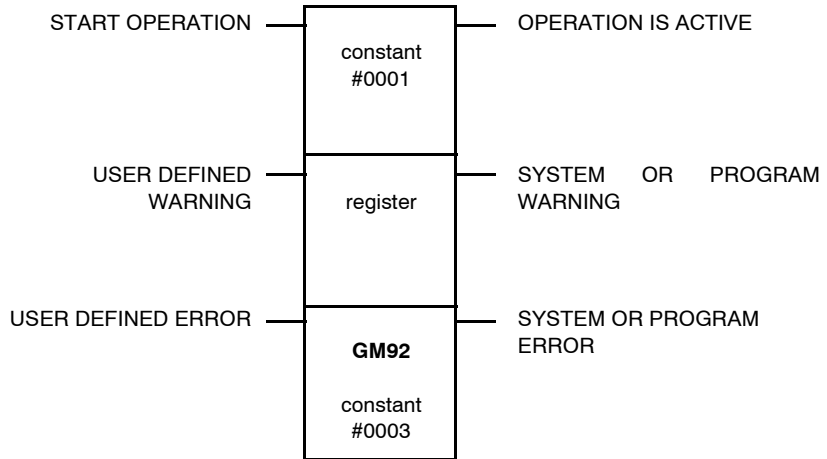 START OPERATION
constant
#0001
OPERATION IS ACTIVE
USER DEFINED
WARNING
register
SYSTEM OR PROGRAM
WARNING
USER DEFINED ERROR
GM92
constant
#0003
SYSTEM OR PROGRAM
ERROR